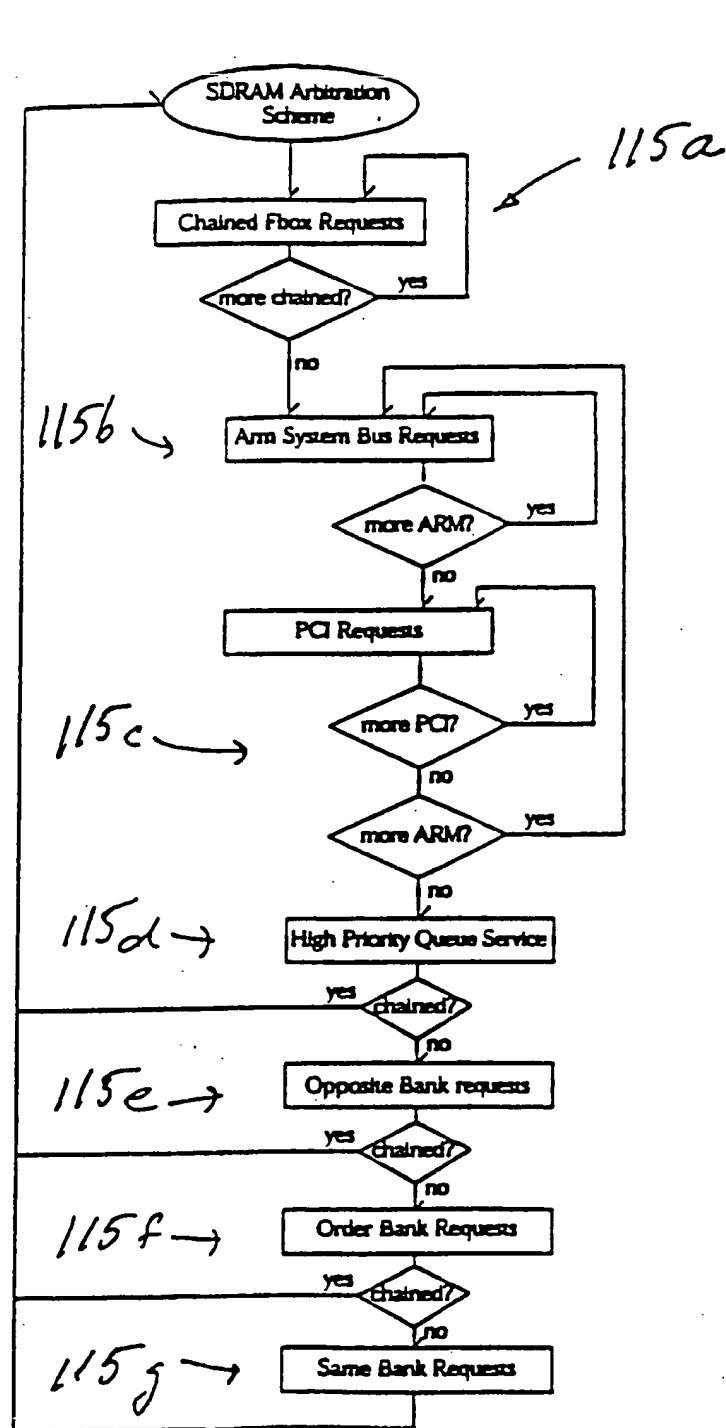 SDRAM Arbitration
Scheme
115a
Chained Fbox Requests
more chained?
yes
no
115b
Arm System Bus Requests
more ARM?
yes
no
PCI Requests
115c
more PCI?
yes
no
more ARM?
yes
no
115d
High Priority Queue Service
yes
chained?
no
115e
Opposite Bank requests
yes
chained?
no
115f
Order Bank Requests
yes
chained?
no
115g
Same Bank Requests